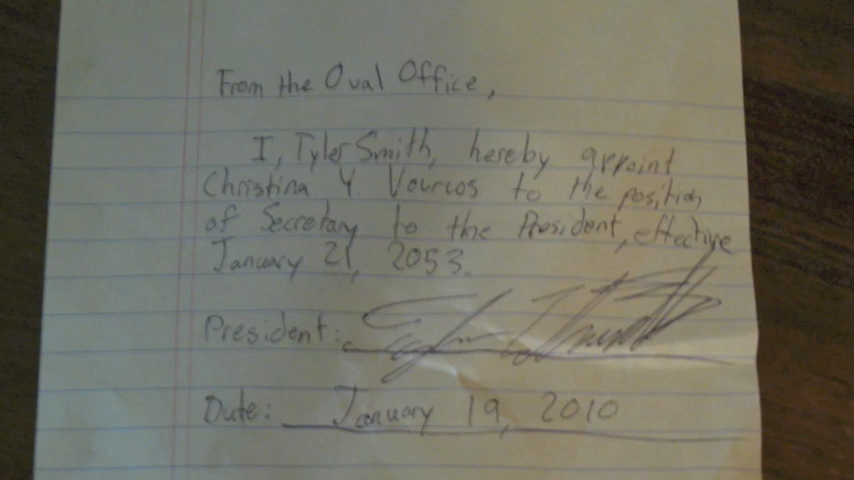 From the Oval Office,
I, Tyler Smith, hereby appoint
Christina Y. Vourcos to the position
of Secretary to the President, effective
January 21, 2053.
President:
Date: January 19, 2010